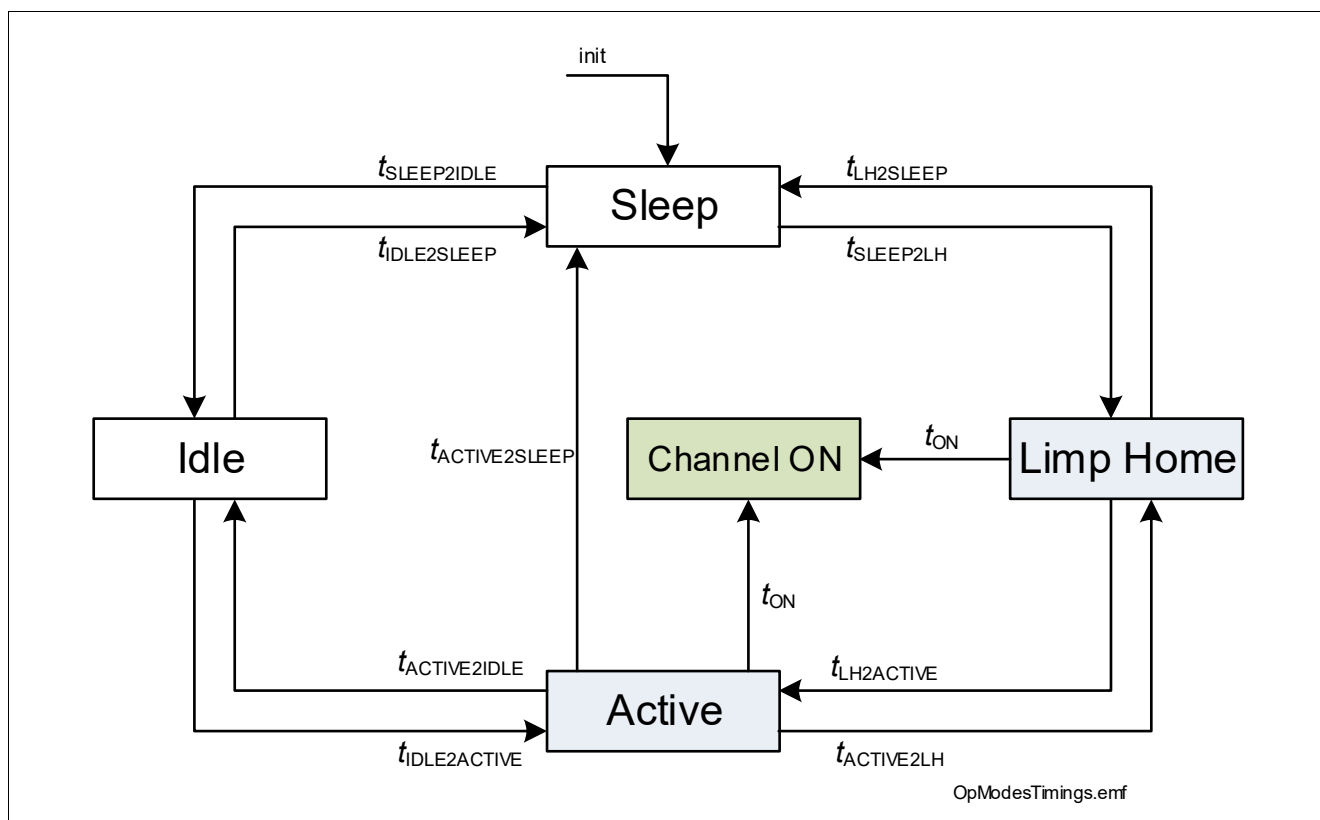 init
tSLEEP2IDLE
tLH2SLEEP
Sleep
tIDLE2SLEEP
tSLEEP2LH
Idle
tACTIVE2SLEEP
Channel ON
tON
Limp Home
tON
tACTIVE2IDLE
tLH2ACTIVE
Active
tIDLE2ACTIVE
tACTIVE2LH
OpModesTimings.emf